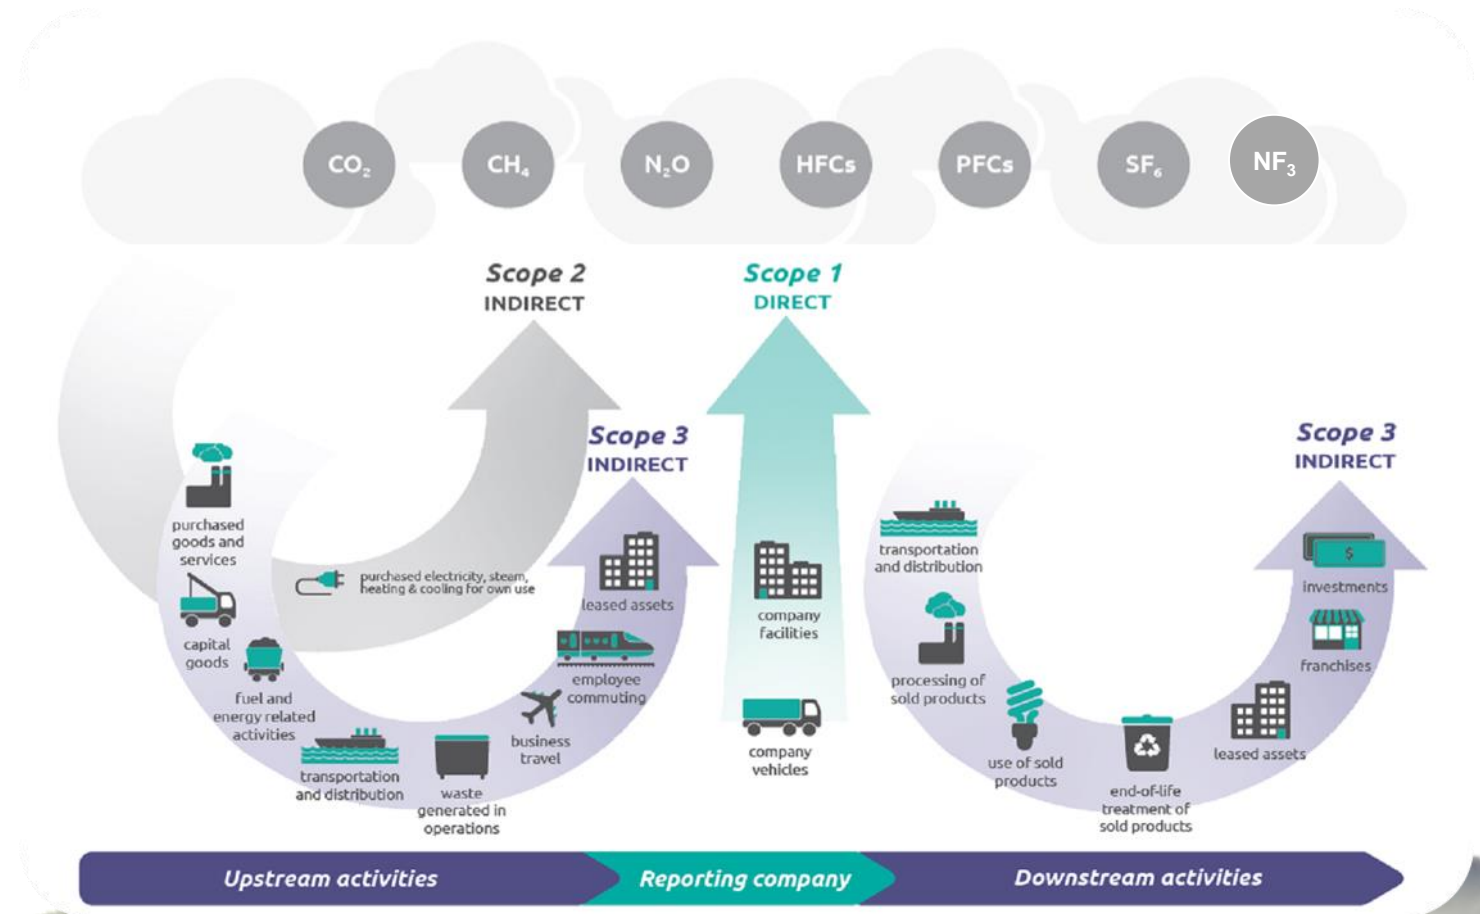 CO₂
CH₄
N₂O
HFCs
PFCs
SF₆
NF₃
Scope 2
INDIRECT
Scope 1
DIRECT
Scope 3
INDIRECT
Scope 3
INDIRECT
purchased
goods and
services
capital
goods
fuel and
energy related
activities
purchased electricity, steam,
heating & cooling for own use
transportation
and distribution
waste
generated in
operations
business
travel
employee
commuting
leased assets
company
facilities
company
vehicles
transportation
and distribution
processing of
sold products
use of sold
products
end-of-life
treatment of
sold products
leased assets
franchises
$
investments
Upstream activities
Reporting company
Downstream activities